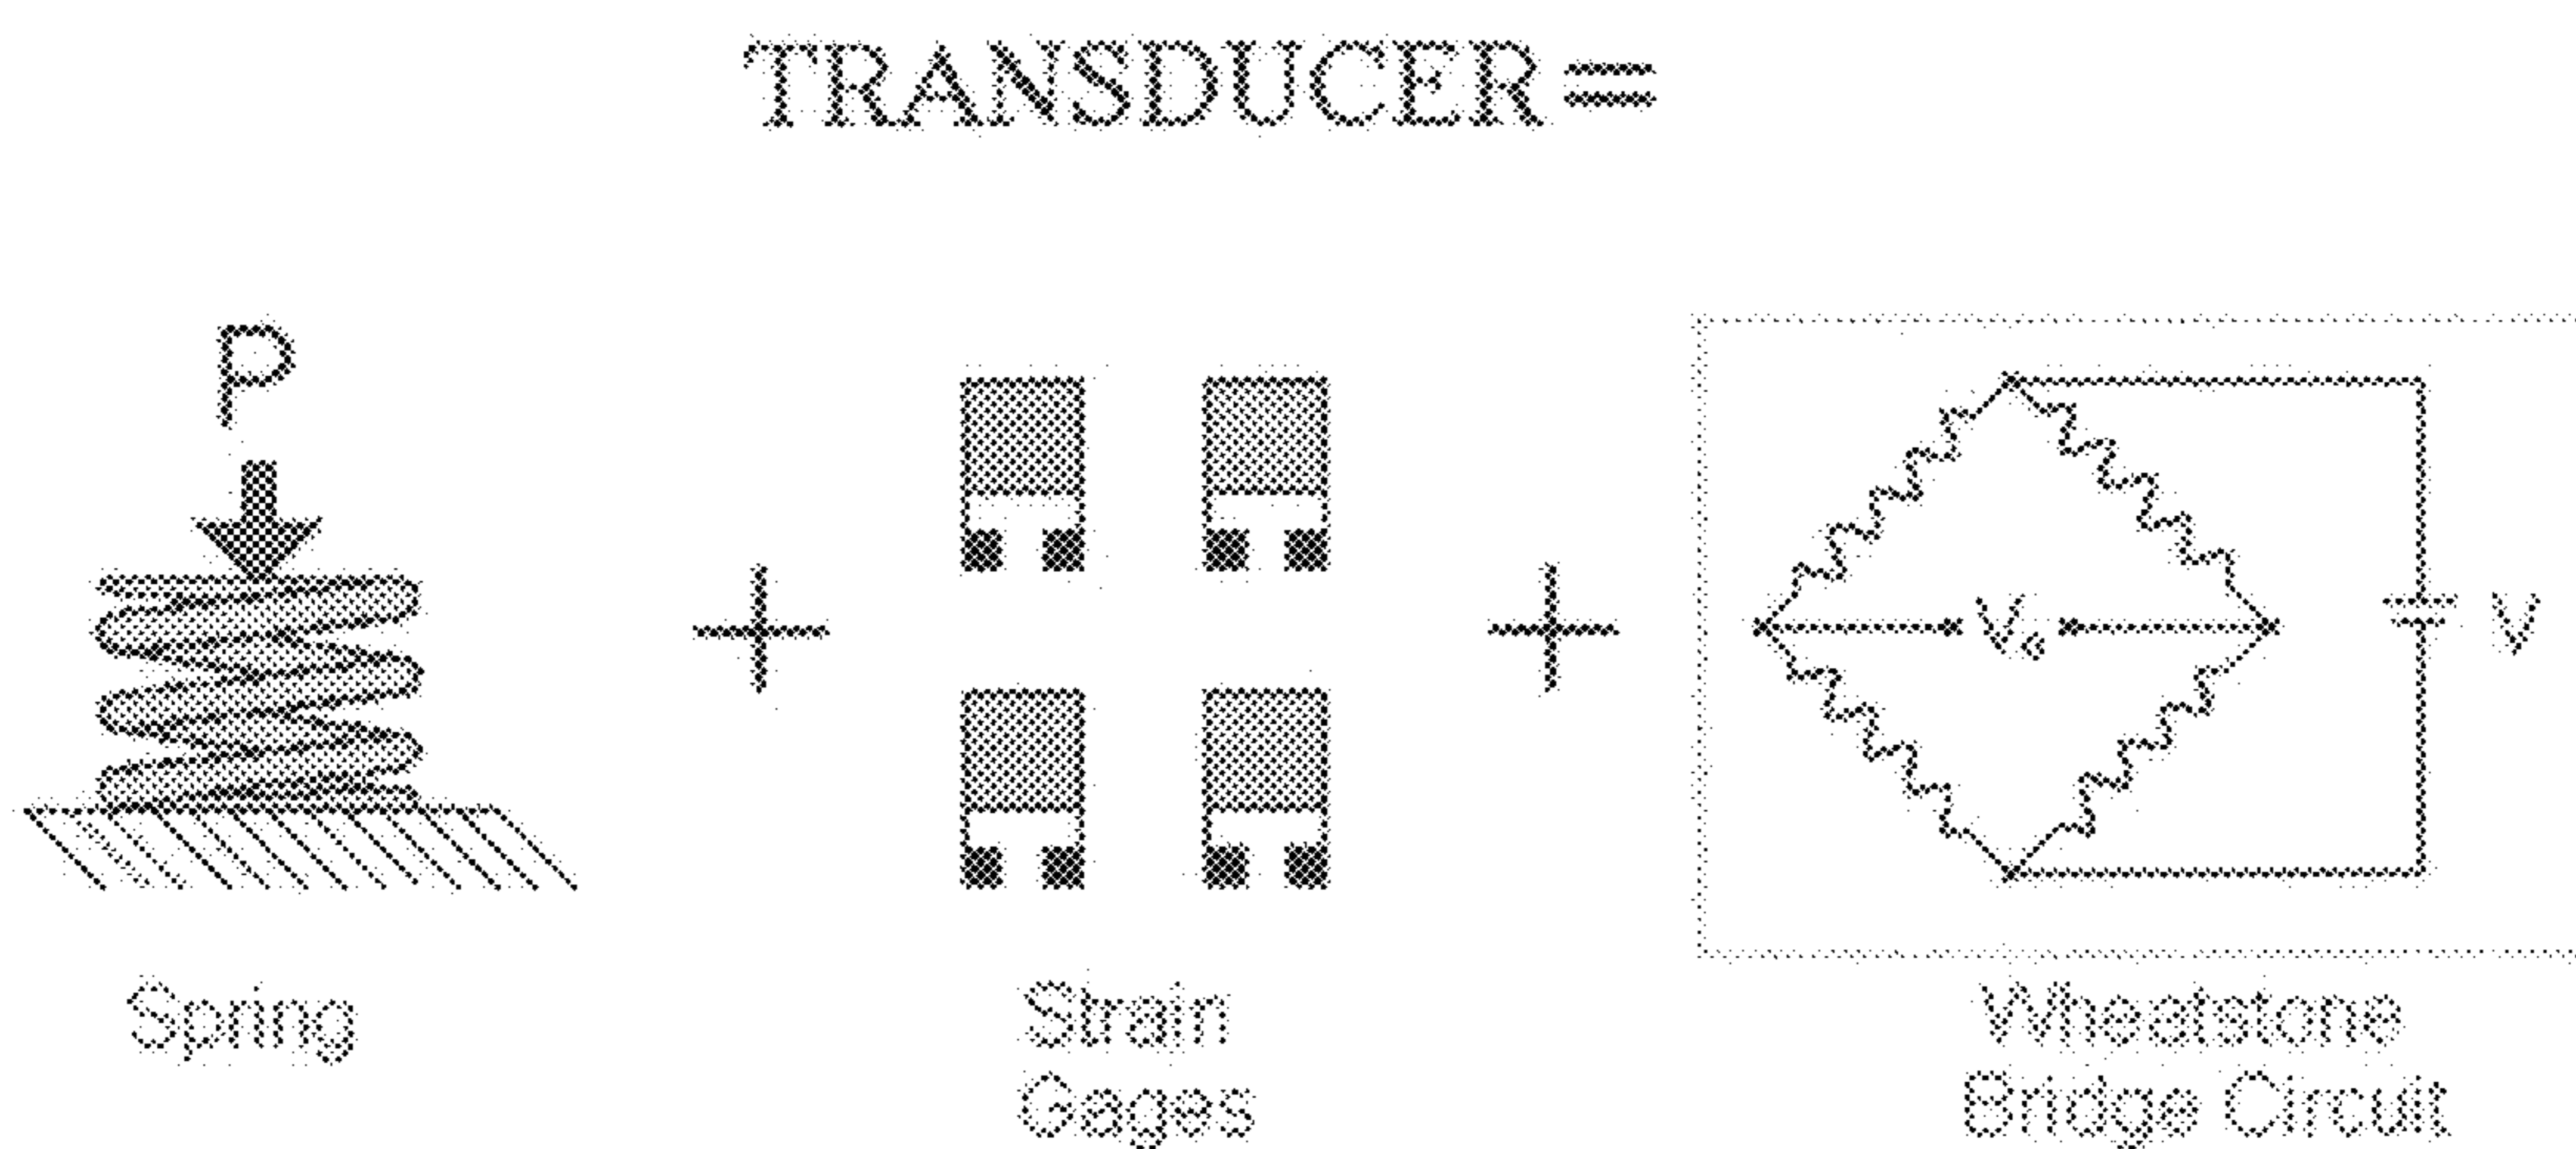 TRANSDUCER=
P
+
+
V₀
V
Spring
Strain
Gages
Wheatstone
Bridge Circuit